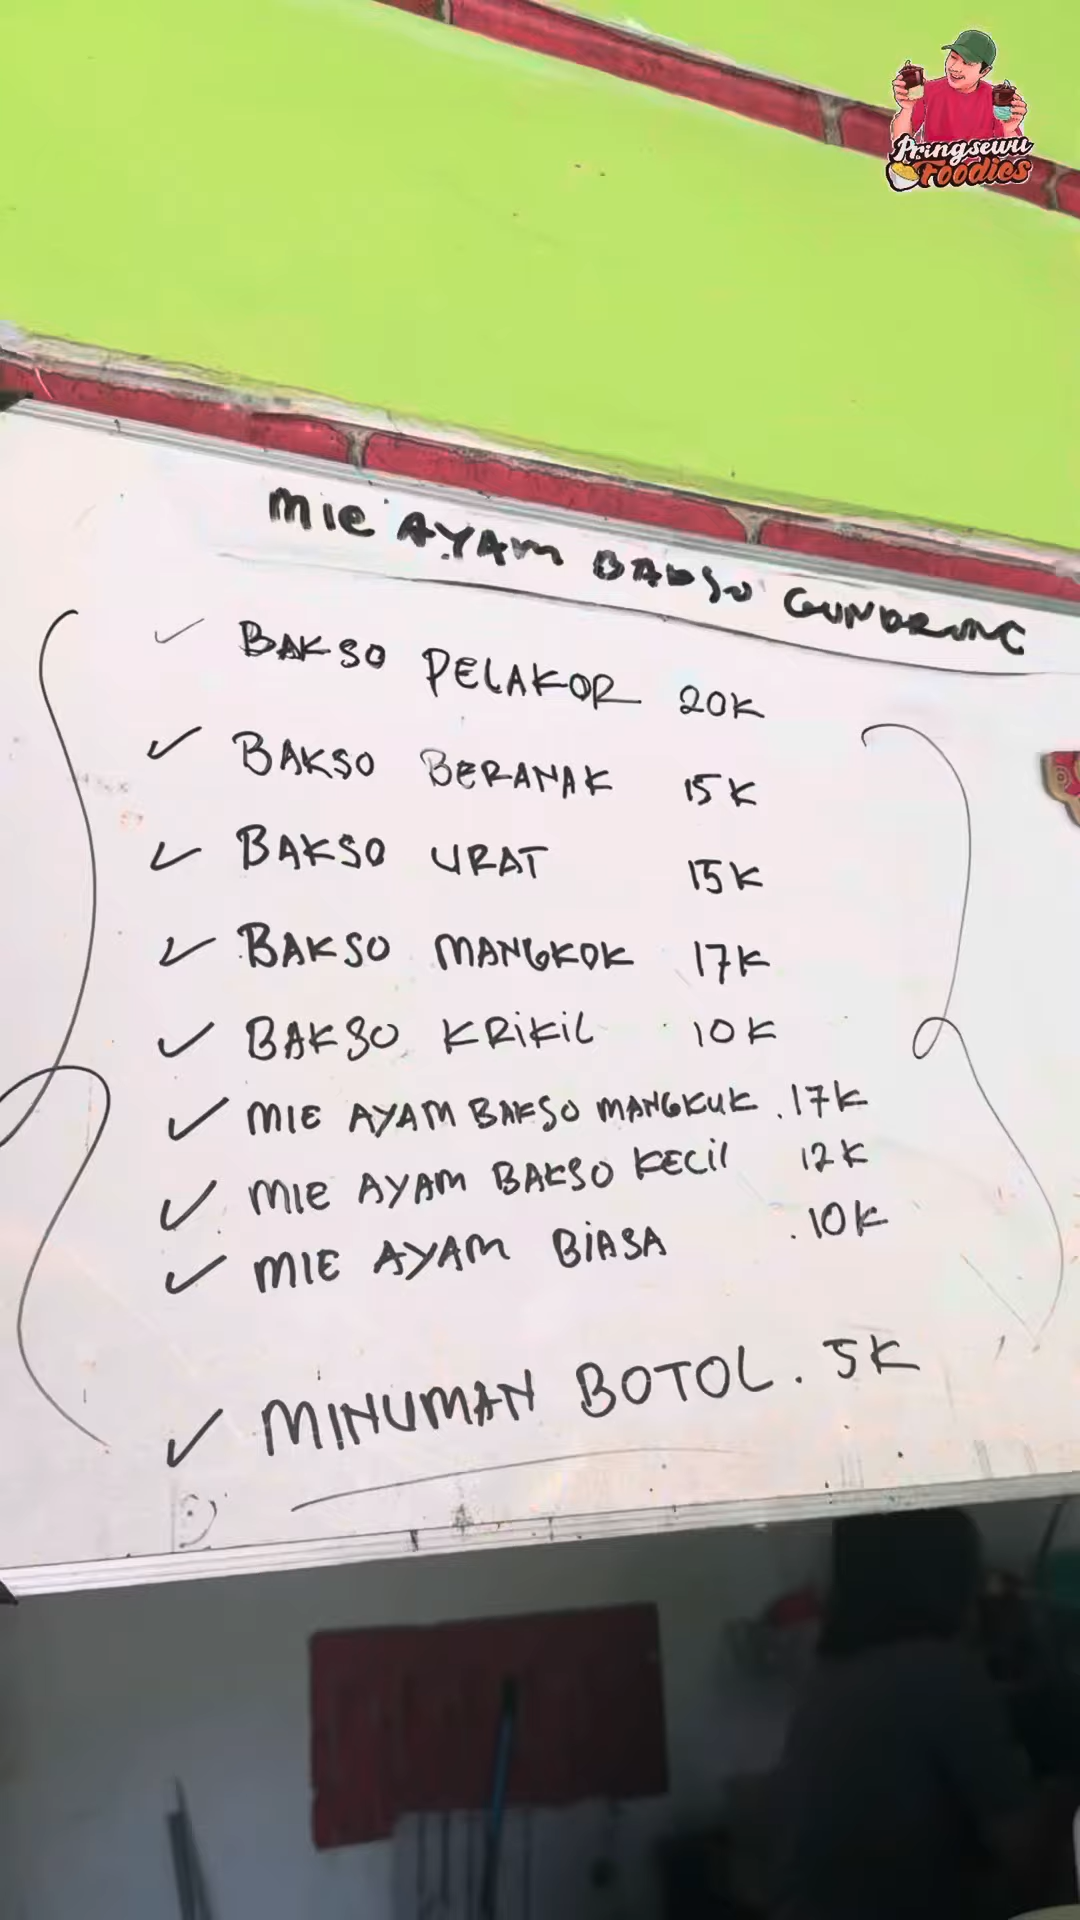 Pringsewu
Foodies
MIE AYAM BAKSO GUNDRUNG
BAKSO PELAKOR 20K
BAKSO BERANAK 15K
BAKSO URAT 15K
BAKSO MANGKOK 17K
BAKSO KRIKIL 10K
MIE AYAM BAKSO MANGKUK . 17K
MIE AYAM BAKSO KECIL 12K
MIE AYAM BIASA . 10K
MINUMAN BOTOL . 5K